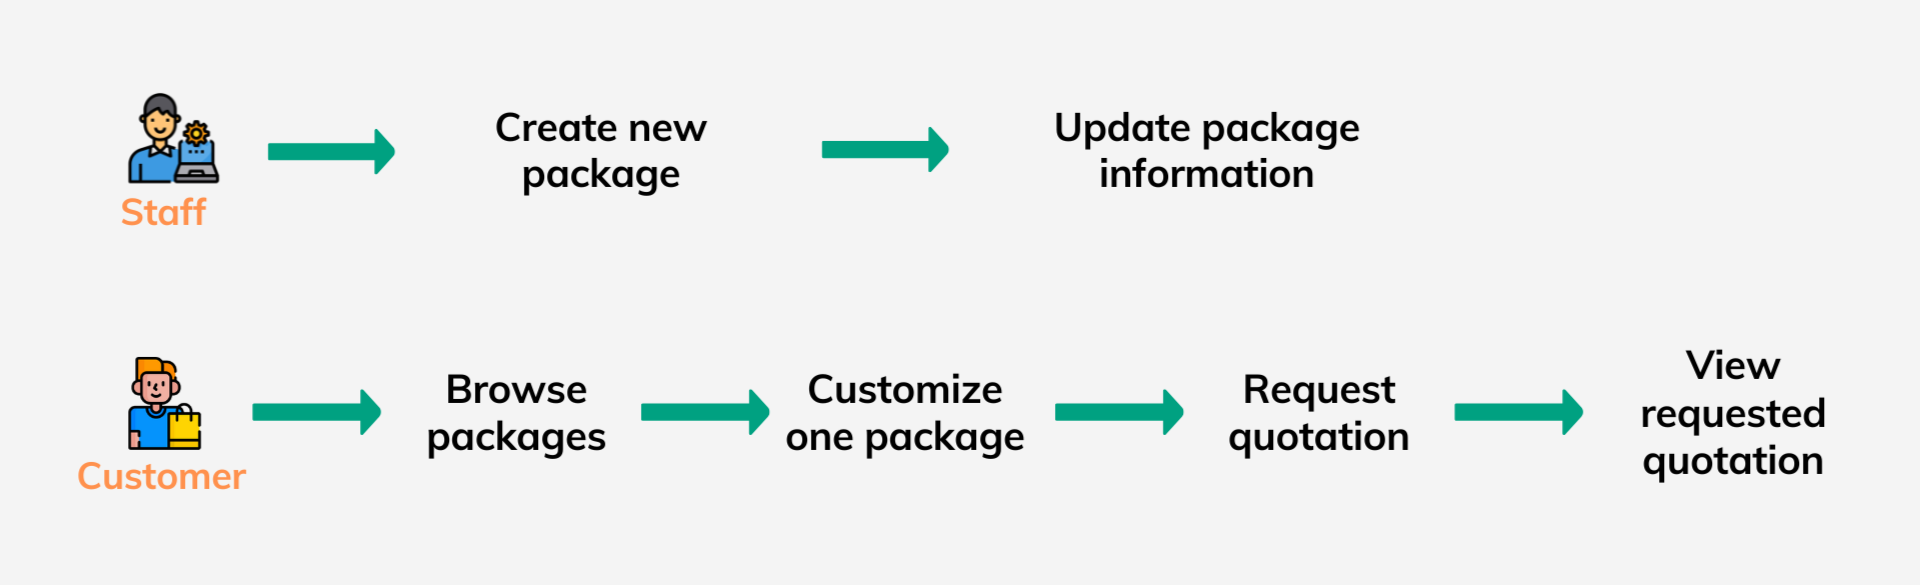 Create new
package
Update package
information
Staff
Browse
packages
Customize
one package
Request
quotation
View
requested
quotation
Customer